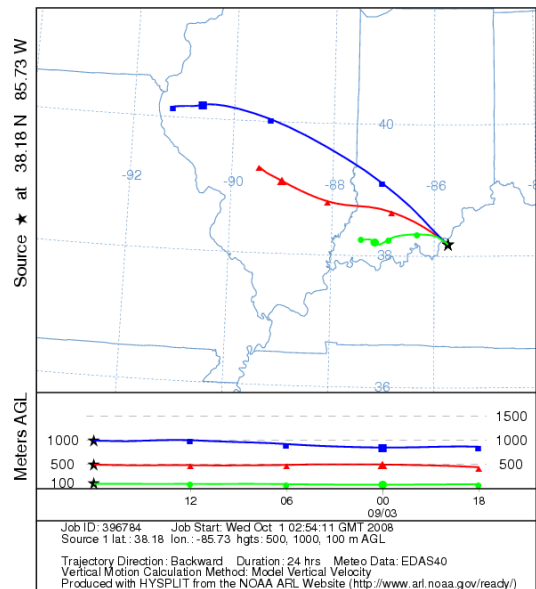 Source ★ at 38.18 N 85.73 W
40
-92
-90
-88
-86
38
36
Meters AGL
1500
1000
1000
500
500
100
12
06
00
18
09/03
Job ID: 396784 Job Start: Wed Oct 1 02:54:11 GMT 2008
Source 1 lat.: 38.18 lon.: -85.73 hgts: 500, 1000, 100 m AGL
Trajectory Direction: Backward Duration: 24 hrs Meteo Data: EDAS40
Vertical Motion Calculation Method: Model Vertical Velocity
Produced with HYSPLIT from the NOAA ARL Website (http://www.arl.noaa.gov/ready/)